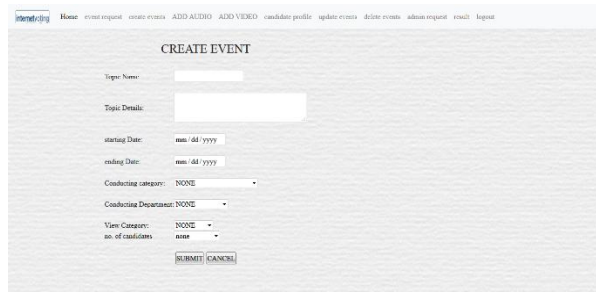 internetvoting Home event request create events ADD AUDIO ADD VIDEO candidate profile update events delete events admin request result logout
CREATE EVENT
Topic Name:
Topic Details:
starting Date: mm / dd / yyyy
ending Date: mm / dd / yyyy
Conducting category: NONE
Conducting Department: NONE
View Category: NONE
no. of candidates none
SUBMIT CANCEL